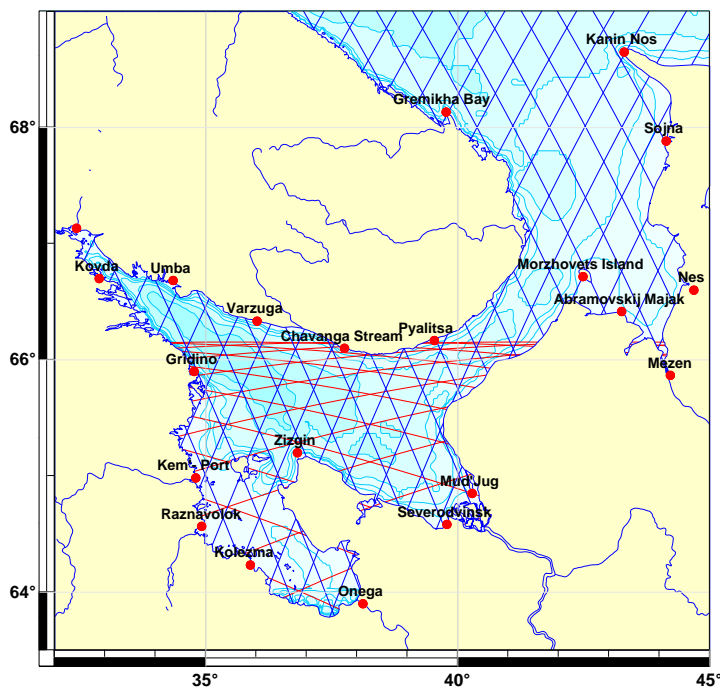 Kanin Nos
Gremikha Bay
68°
Sojna
Kovda
Umba
Morzhovets Island
Nes
Abramovskij Majak
Varzuga
Pyalitsa
Chavanga Stream
66°
Gridino
Mezen
Zizgin
Kem - Port
Mud'Jug
Raznavolok
Severodvinsk
Kolezma
64°
Onega
35°
40°
45°